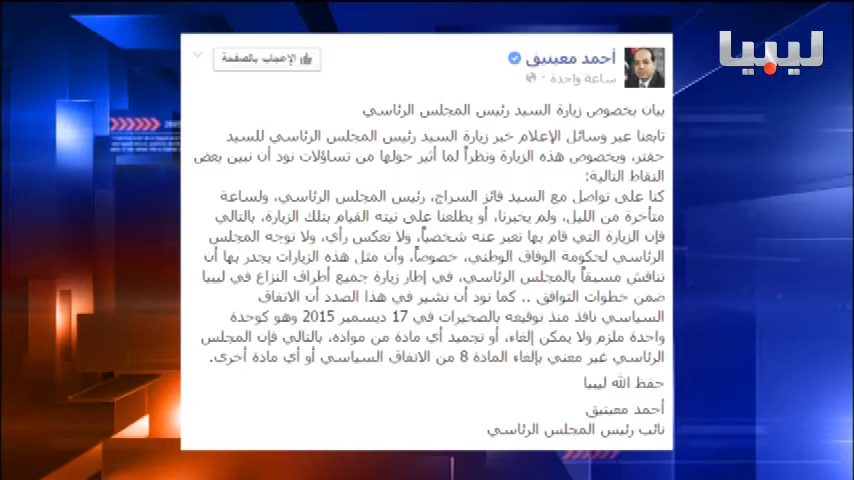 ليبيا
أحمد معيتيق
الإعجاب بالصفحة
ساعة واحدة
بيان بخصوص زيارة السيد رئيس المجلس الرئاسي
تابعنا عبر وسائل الإعلام خبر زيارة السيد رئيس المجلس الرئاسي للسيد
حفتر، وبخصوص هذه الزيارة ونظراً لما أثير حولها من تساؤلات نود أن نبين بعض
النقاط التالية:
كنا على تواصل مع السيد فائز السراج، رئيس المجلس الرئاسي، ولساعة
متأخرة من الليل، ولم يخبرنا، أو يطلعنا على نيته القيام بتلك الزيارة، بالتالي
فإن الزيارة التي قام بها تعبر عنه شخصياً، ولا تعكس رأي، ولا توجه المجلس
الرئاسي لحكومة الوفاق الوطني، خصوصاً، وأن مثل هذه الزيارات يجدر بها أن
تناقش مسبقاً بالمجلس الرئاسي، في إطار زيارة جميع أطراف النزاع في ليبيا
ضمن خطوات التوافق .. كما نود أن نشير في هذا الصدد أن الاتفاق
السياسي نافذ منذ توقيعه بالصخيرات في 17 ديسمبر 2015 وهو كوحدة
واحدة ملزم ولا يمكن إلغاء، أو تجميد أي مادة من مواده، بالتالي فإن المجلس
الرئاسي غير معني بإلغاء المادة 8 من الاتفاق السياسي أو أي مادة أخرى.
حفظ الله ليبيا
أحمد معيتيق
نائب رئيس المجلس الرئاسي